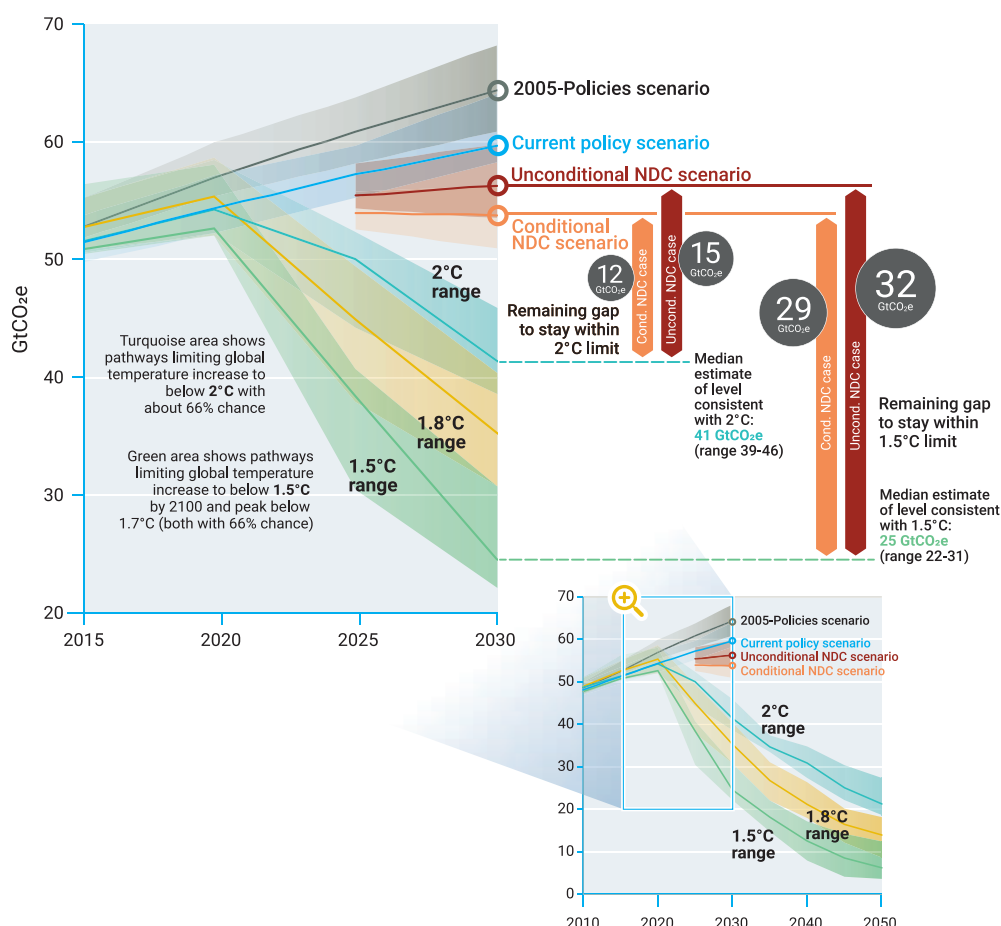 70
60
50
40
30
20
GtCO₂e
2015
2020
2025
2030
2005-Policies scenario
Current policy scenario
Unconditional NDC scenario
Conditional
NDC scenario
2°C
range
1.8°C
range
1.5°C
range
Turquoise area shows
pathways limiting global
temperature increase to
below 2°C with
about 66% chance
Green area shows pathways
limiting global temperature
increase to below 1.5°C
by 2100 and peak below
1.7°C (both with 66% chance)
12
GtCO₂e
Cond. NDC case
Uncond. NDC case
15
GtCO₂e
Remaining gap
to stay within
2°C limit
Median
estimate
of level
consistent
with 2°C:
41 GtCO₂e
(range 39-46)
29
GtCO₂e
Cond. NDC case
Uncond. NDC case
32
GtCO₂e
Remaining gap
to stay within
1.5°C limit
Median estimate
of level consistent
with 1.5°C:
25 GtCO₂e
(range 22-31)
70
60
50
40
30
20
10
0
2010
2020
2030
2040
2050
2005-Policies scenario
Current policy scenario
Unconditional NDC scenario
Conditional NDC scenario
2°C
range
1.8°C
range
1.5°C
range